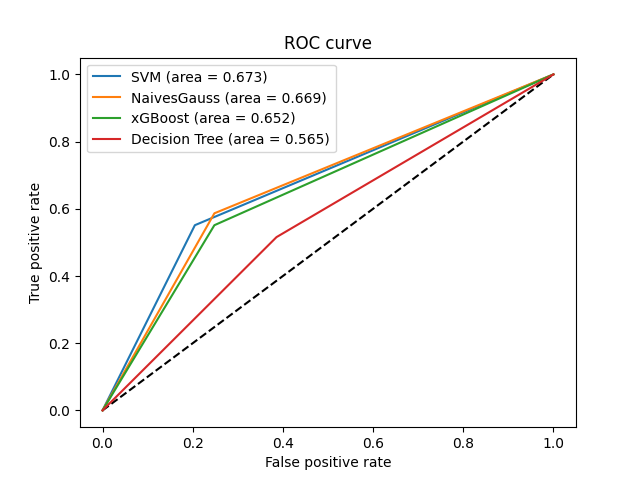 ROC curve
SVM (area = 0.673)
NaivesGauss (area = 0.669)
xGBoost (area = 0.652)
Decision Tree (area = 0.565)
True positive rate
1.0
0.8
0.6
0.4
0.2
0.0
0.0 0.2 0.4 0.6 0.8 1.0
False positive rate